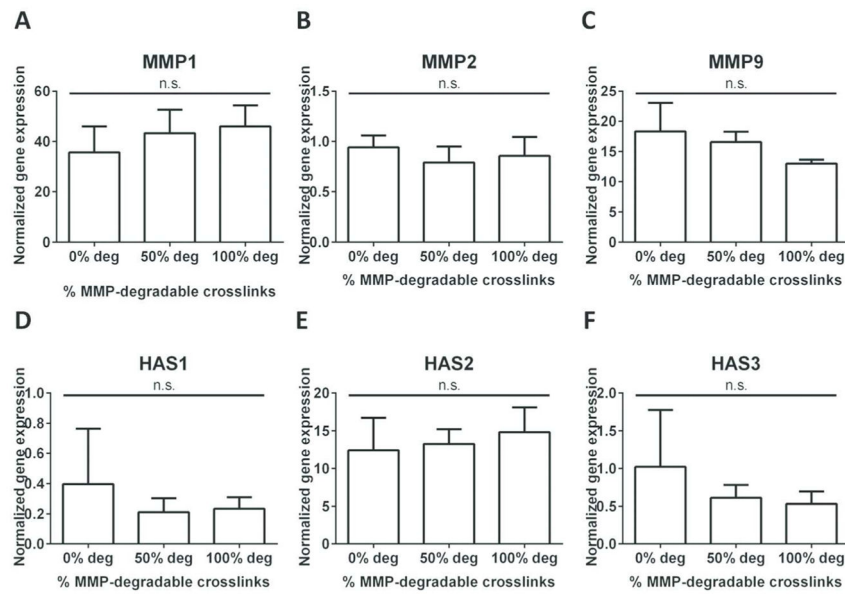 A
MMP1
n.s.
Normalized gene expression
60
40
20
0
0% deg 50% deg 100% deg
% MMP-degradable crosslinks
B
MMP2
n.s.
Normalized gene expression
1.5
1.0
0.5
0.0
0% deg 50% deg 100% deg
% MMP-degradable crosslinks
C
MMP9
n.s.
Normalized gene expression
25
20
15
10
5
0
0% deg 50% deg 100% deg
% MMP-degradable crosslinks
D
HAS1
n.s.
Normalized gene expression
1.0
0.8
0.6
0.4
0.2
0.0
0% deg 50% deg 100% deg
% MMP-degradable crosslinks
E
HAS2
n.s.
Normalized gene expression
20
15
10
5
0
0% deg 50% deg 100% deg
% MMP-degradable crosslinks
F
HAS3
n.s.
Normalized gene expression
2.0
1.5
1.0
0.5
0.0
0% deg 50% deg 100% deg
% MMP-degradable crosslinks